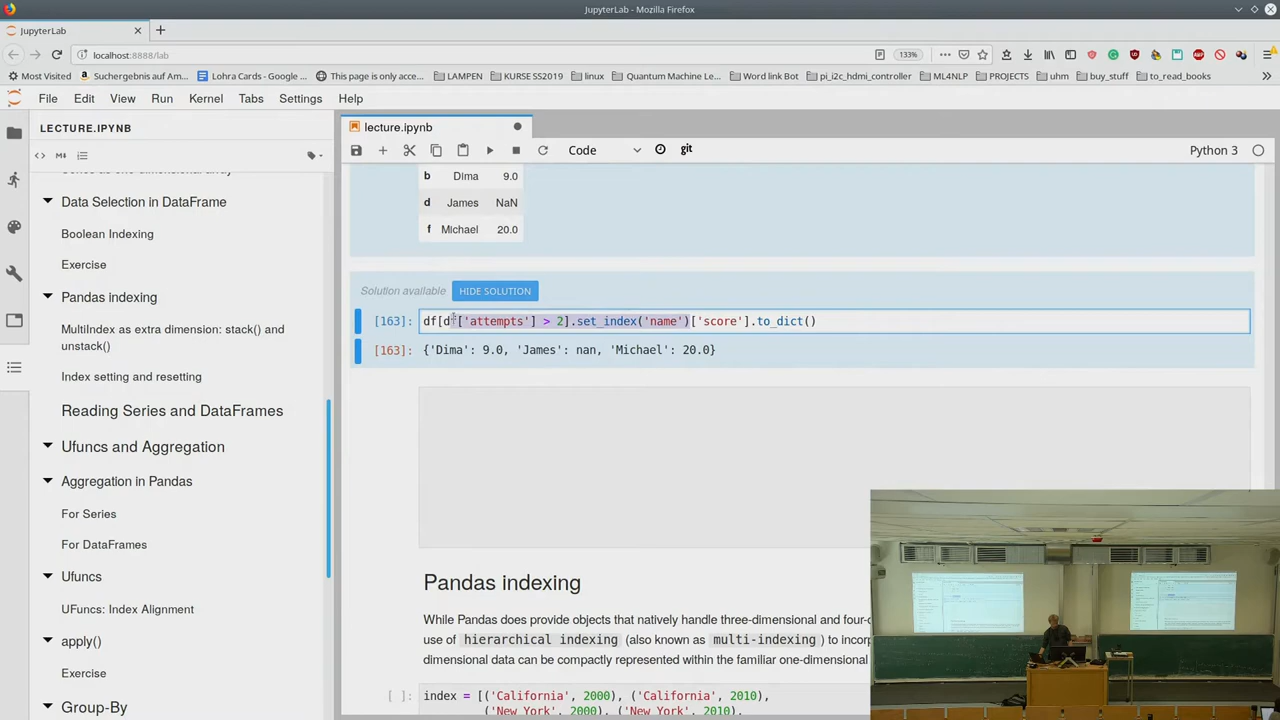 JupyterLab - Mozilla Firefox
JupyterLab
localhost:8888/lab
133%
Most Visited
Suchergebnis auf Am...
Lohra Cards - Google ...
This page is only acce...
LAMPEN
KURSE SS2019
linux
Quantum Machine Le...
Word link Bot
pi_i2c_hdmi_controller
ML4NLP
PROJECTS
uhm
buy_stuff
to_read_books
File
Edit
View
Run
Kernel
Tabs
Settings
Help
LECTURE.IPYNB
Data Selection in DataFrame
Boolean Indexing
Exercise
Pandas indexing
MultiIndex as extra dimension: stack() and
unstack()
Index setting and resetting
Reading Series and DataFrames
Ufuncs and Aggregation
Aggregation in Pandas
For Series
For DataFrames
Ufuncs
UFuncs: Index Alignment
apply()
Exercise
Group-By
lecture.ipynb
Code
git
Python 3
b Dima 9.0
d James NaN
f Michael 20.0
Solution available HIDE SOLUTION
[163]: df[df['attempts'] > 2].set_index('name')['score'].to_dict()
[163]: {'Dima': 9.0, 'James': nan, 'Michael': 20.0}
Pandas indexing
While Pandas does provide objects that natively handle three-dimensional and four-
use of hierarchical indexing (also known as multi-indexing ) to incorp
dimensional data can be compactly represented within the familiar one-dimensional
[ ]: index = [('California', 2000), ('California', 2010),
('New York', 2000), ('New York', 2010),